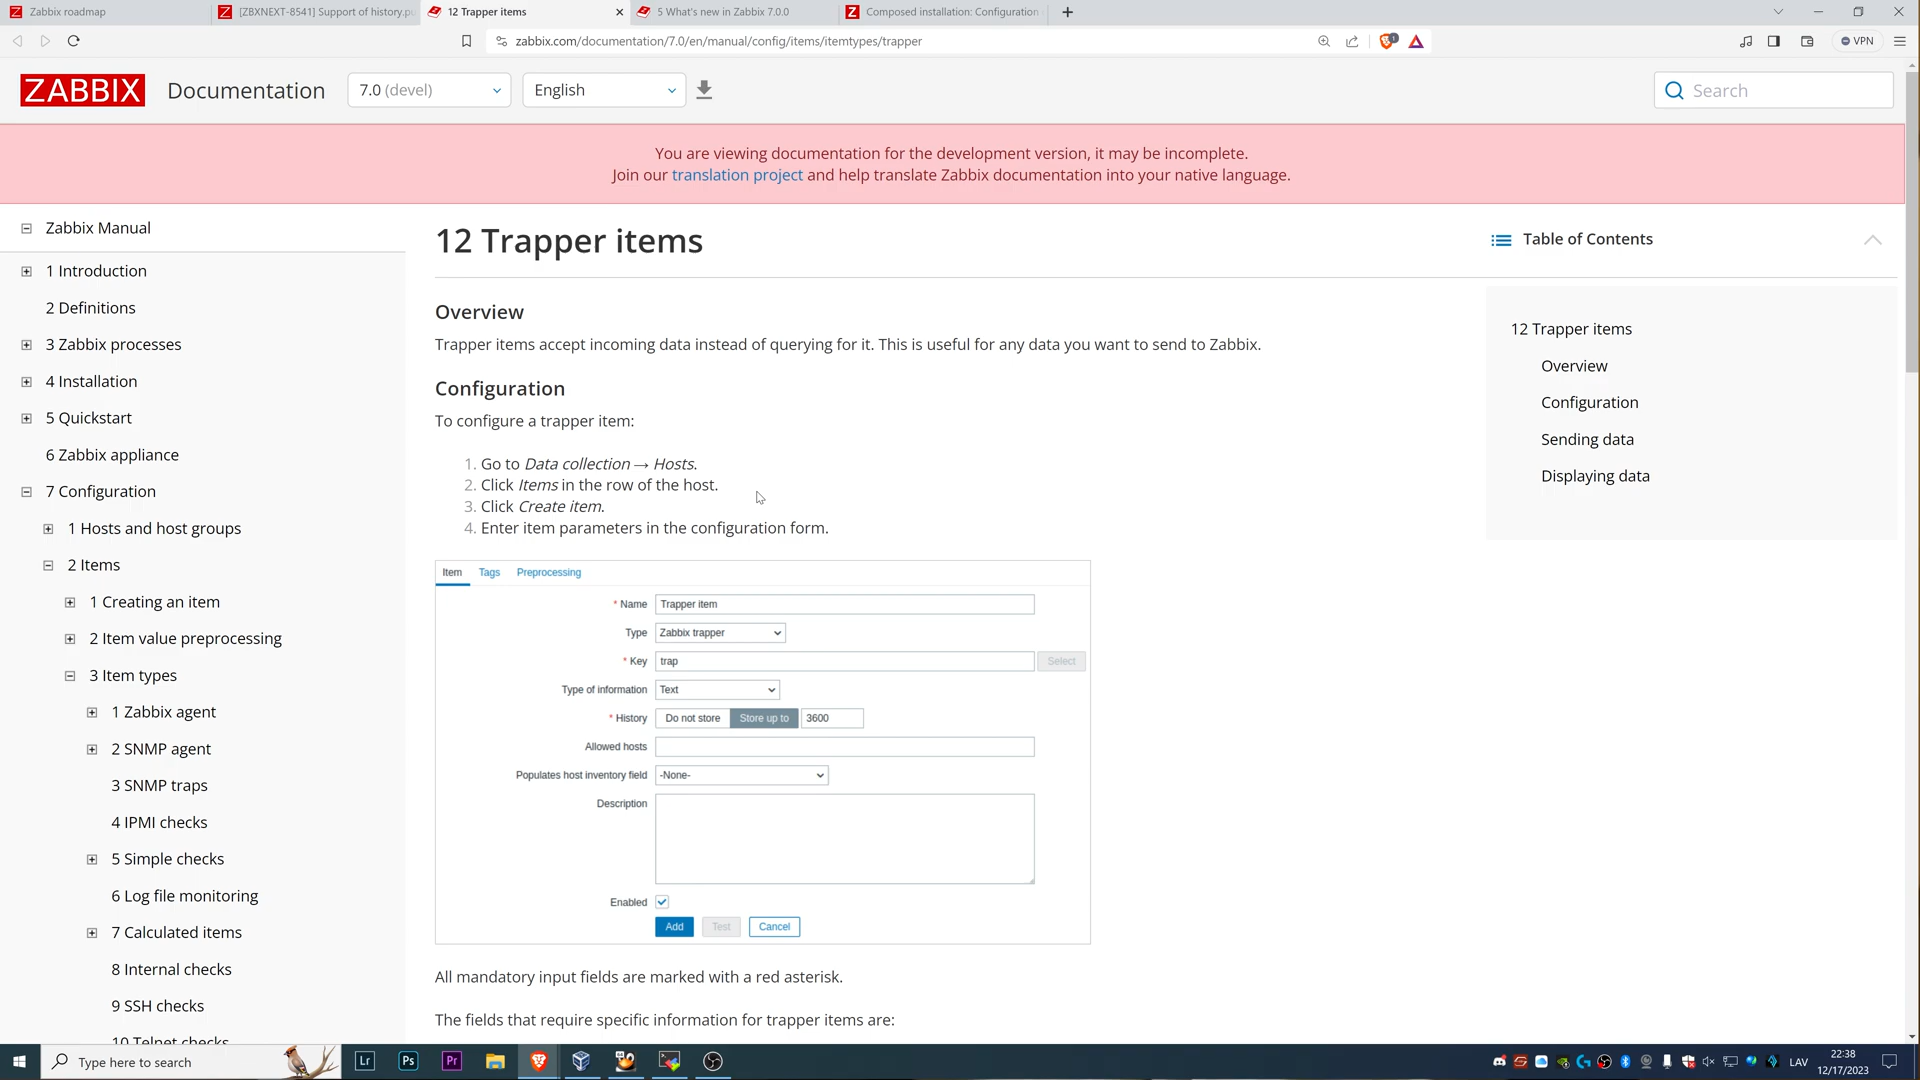 Zabbix roadmap
[ZBXNEXT-8541] Support of history.pu
12 Trapper items
5 What's new in Zabbix 7.0.0
Composed installation: Configuration
zabbix.com/documentation/7.0/en/manual/config/items/itemtypes/trapper
1
VPN
ZABBIX
Documentation
7.0 (devel)
English
Search
You are viewing documentation for the development version, it may be incomplete.
Join our translation project and help translate Zabbix documentation into your native language.
Zabbix Manual
1 Introduction
2 Definitions
3 Zabbix processes
4 Installation
5 Quickstart
6 Zabbix appliance
7 Configuration
1 Hosts and host groups
2 Items
1 Creating an item
2 Item value preprocessing
3 Item types
1 Zabbix agent
2 SNMP agent
3 SNMP traps
4 IPMI checks
5 Simple checks
6 Log file monitoring
7 Calculated items
8 Internal checks
9 SSH checks
10 Telnet checks
12 Trapper items
Overview
Trapper items accept incoming data instead of querying for it. This is useful for any data you want to send to Zabbix.
Configuration
To configure a trapper item:
1. Go to Data collection → Hosts.
2. Click Items in the row of the host.
3. Click Create item.
4. Enter item parameters in the configuration form.
Item Tags Preprocessing
* Name Trapper item
Type Zabbix trapper
* Key trap Select
Type of information Text
* History Do not store Store up to 3600
Allowed hosts
Populates host inventory field -None-
Description
Enabled
Add Test Cancel
All mandatory input fields are marked with a red asterisk.
The fields that require specific information for trapper items are:
Table of Contents
12 Trapper items
Overview
Configuration
Sending data
Displaying data
Type here to search
Lr
Ps
Pr
LAV
22:38
12/17/2023